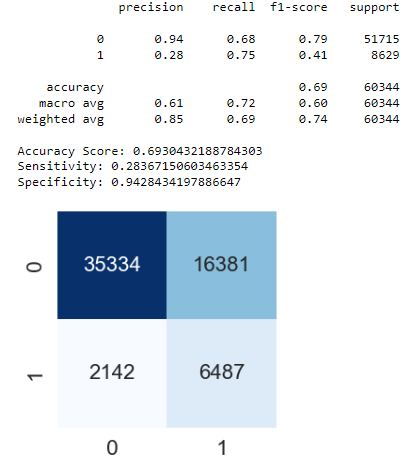 precision recall f1-score support
0 0.94 0.68 0.79 51715
1 0.28 0.75 0.41 8629
accuracy 0.69 60344
macro avg 0.61 0.72 0.60 60344
weighted avg 0.85 0.69 0.74 60344
Accuracy Score: 0.6930432188784303
Sensitivity: 0.28367150603463354
Specificity: 0.9428434197886647
0 35334 16381
1 2142 6487
0 1